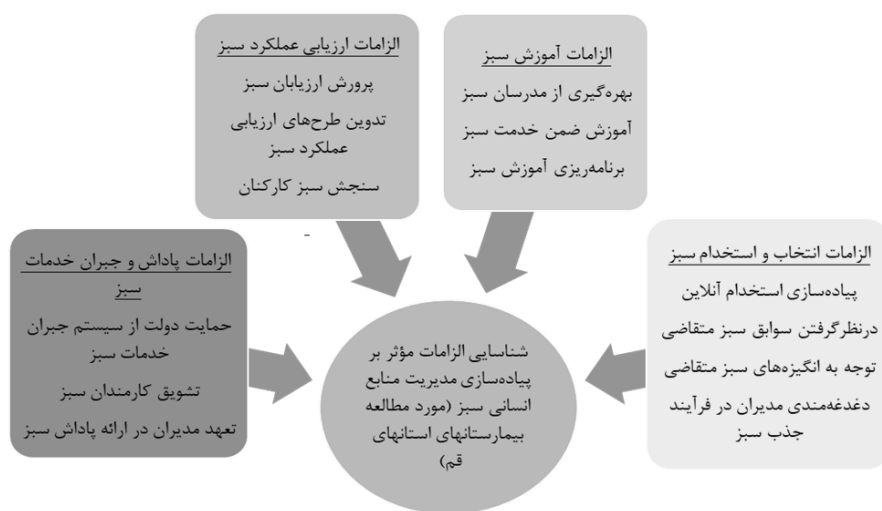 الزامات ارزیابی عملکرد سبز
پرورش ارزیابان سبز
تدوین طرح‌های ارزیابی
عملکرد سبز
سنجش سبز کارکنان
الزامات آموزش سبز
بهره‌گیری از مدرسان سبز
آموزش ضمن خدمت سبز
برنامه‌ریزی آموزش سبز
الزامات پاداش و جبران خدمات
سبز
حمایت دولت از سیستم جبران
خدمات سبز
تشویق کارمندان سبز
تعهد مدیران در ارائه پاداش سبز
الزامات انتخاب و استخدام سبز
پیاده‌سازی استخدام آنلاین
درنظرگرفتن سوابق سبز متقاضی
توجه به انگیزه‌های سبز متقاضی
دغدغه‌مندی مدیران در فرآیند
جذب سبز
شناسایی الزامات مؤثر بر
پیاده‌سازی مدیریت منابع
انسانی سبز (مورد مطالعه
بیمارستانهای استانهای
قم)